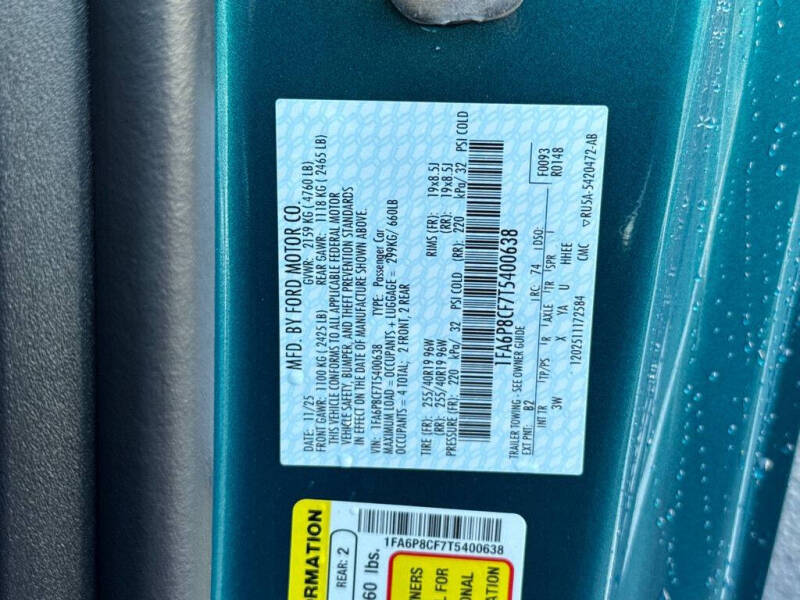 MFD. BY FORD MOTOR CO.
DATE: 11/25 GVWR: 2159 KG (4760 LB)
FRONT GAWR: 1100 KG (2425 LB) REAR GAWR: 1118 KG (2465 LB)
THIS VEHICLE CONFORMS TO ALL APPLICABLE FEDERAL MOTOR
VEHICLE SAFETY, BUMPER, AND THEFT PREVENTION STANDARDS
IN EFFECT ON THE DATE OF MANUFACTURE SHOWN ABOVE.
VIN: 1FA6P8CF7T5400638 TYPE: Passenger Car
MAXIMUM LOAD = OCCUPANTS + LUGGAGE = 299KG/ 660LB
OCCUPANTS = 4 TOTAL: 2 FRONT, 2 REAR
TIRE (FR): 255/40R19 96W RIMS (FR): 19x8.5J
(RR): 255/40R19 96W (RR): 19x8.5J
PRESSURE (FR): 220 kPa/ 32 PSI COLD (RR): 220 kPa/ 32 PSI COLD
1FA6P8CF7T5400638
TRAILER TOWING - SEE OWNER GUIDE F0093
EXT PNT: B2 RC: 74 DSO: R0148
INT TR TP/PS R AXLE TR SPR
3W X YA U HHEE
120251117258​4 CMC ▽RU5A-5420472-AB
1FA6P8CF7T5400638
RMATION
REAR: 2
60 lbs.
NERS
L FOR
ONAL
ATION